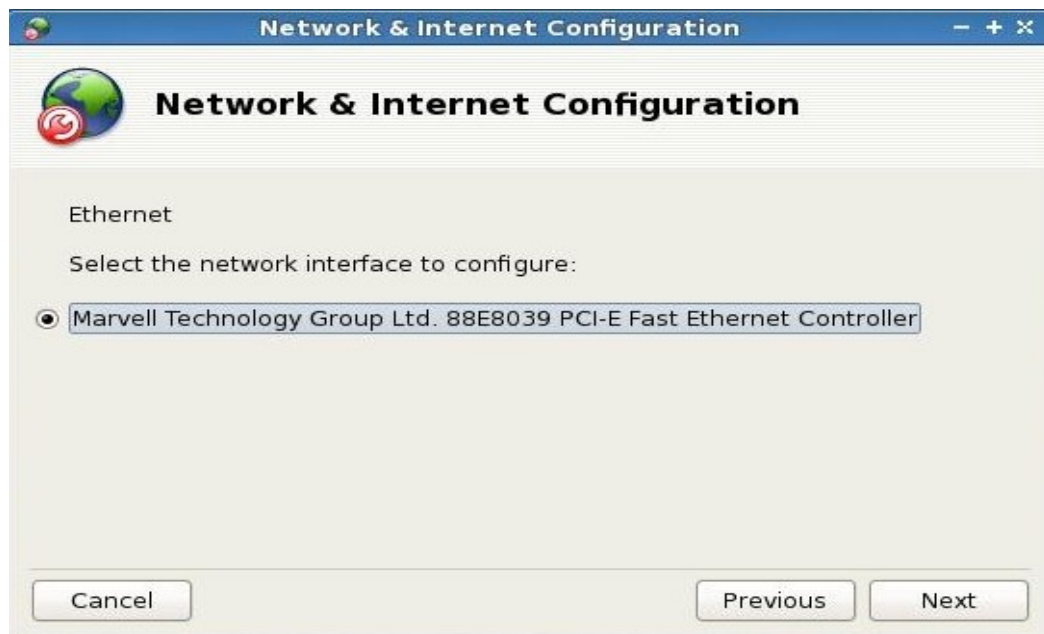 Network & Internet Configuration
Network & Internet Configuration
Ethernet
Select the network interface to configure:
Marvell Technology Group Ltd. 88E8039 PCI-E Fast Ethernet Controller
Cancel Previous Next